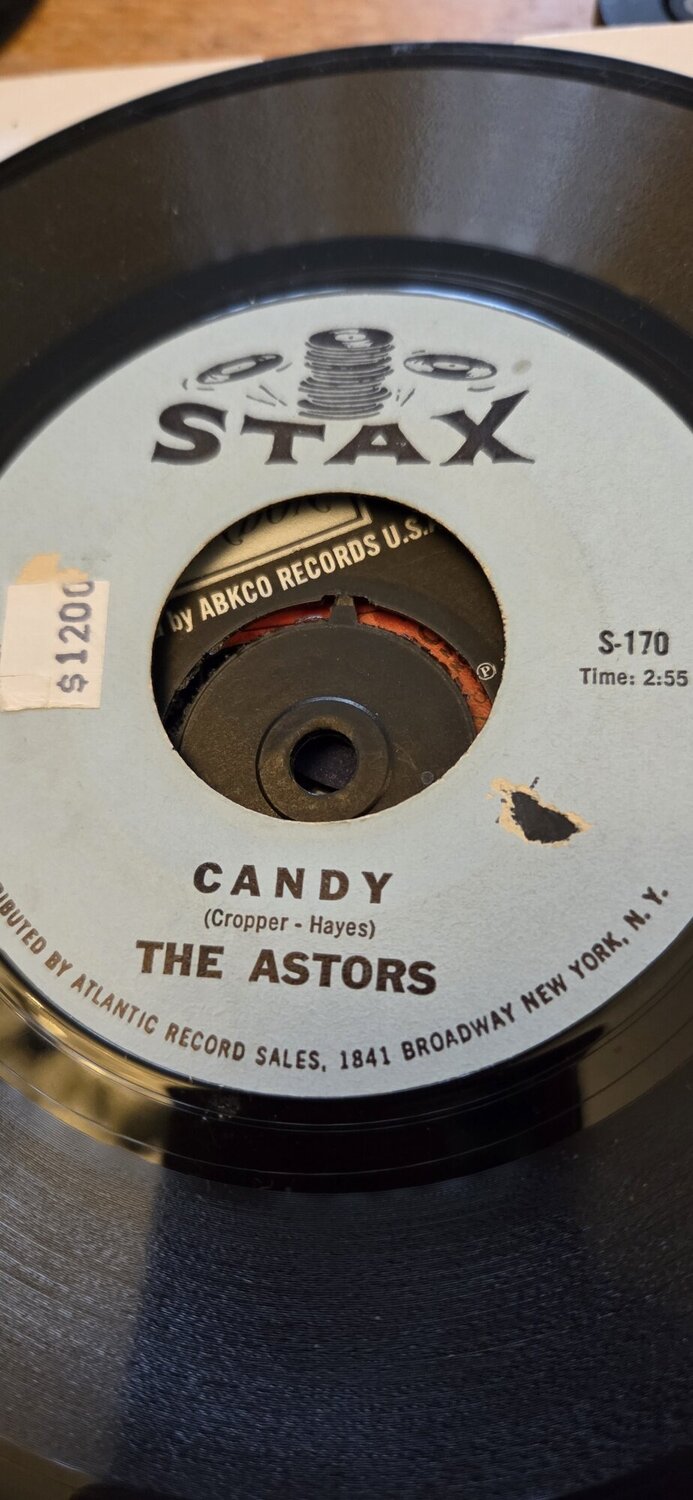 STAX
by ABKCO RECORDS U.S.
$1200
S-170
Ⓟ
Time: 2:55
CANDY
(Cropper - Hayes)
THE ASTORS
BY ATLANTIC RECORD SALES, 1841 BROADWAY NEW YORK, N. Y.